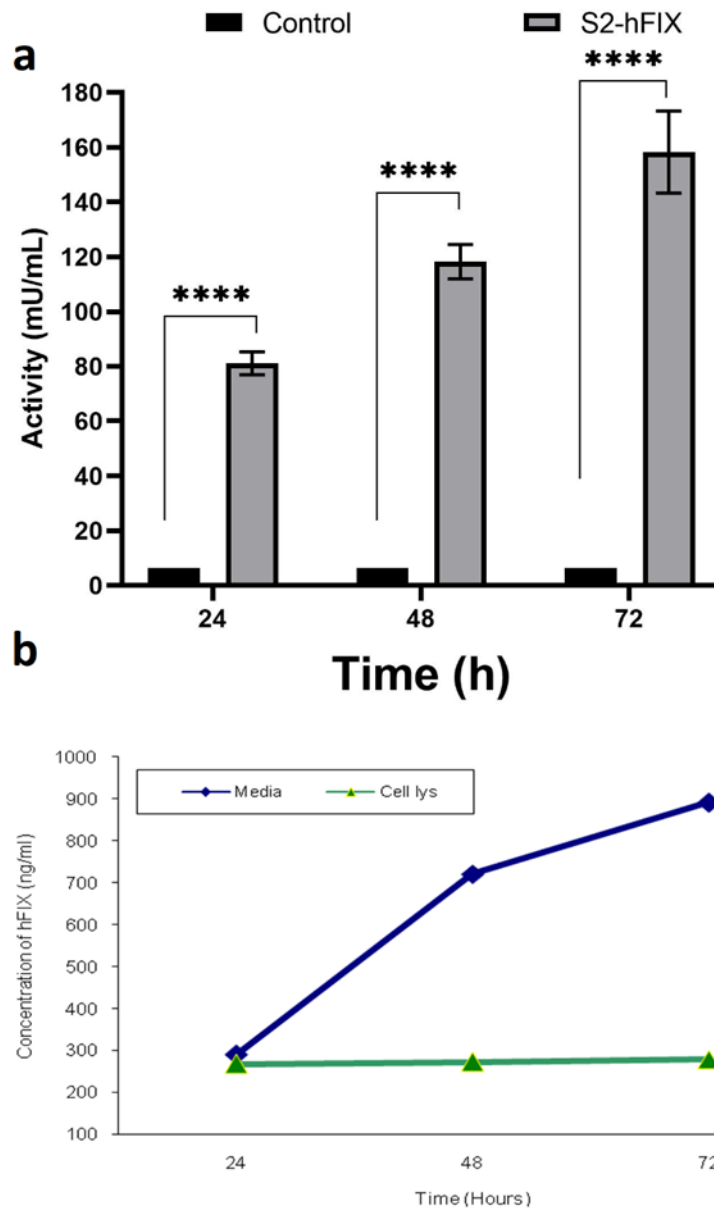 Control S2-hFIX
a
****
****
****
180
160
140
120
100
80
60
40
20
0
Activity (mU/mL)
24 48 72
Time (h)
b
1000
900
800
700
600
500
400
300
200
100
Concentration of hFIX (ng/ml)
Media Cell lys
24 48 72
Time (Hours)